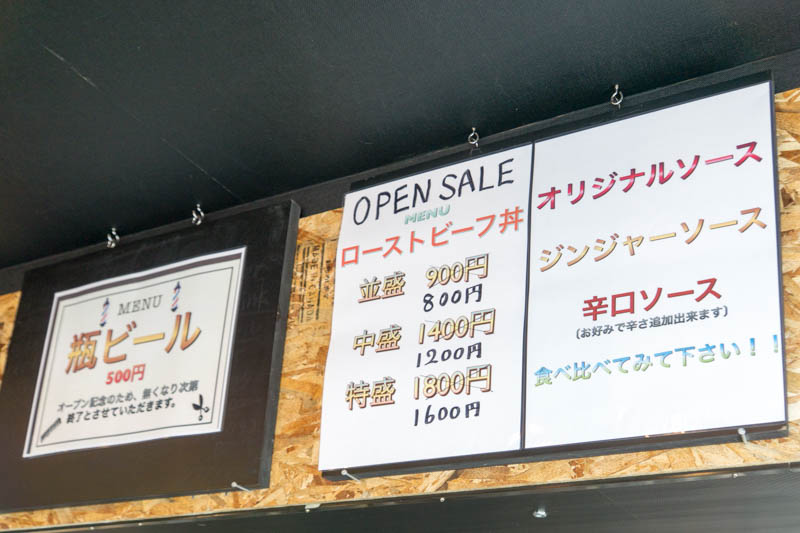 MENU
瓶ビール
500円
オープン記念のため、無くなり次第
終了とさせていただきます。
OPEN SALE
MENU
ローストビーフ丼
並盛 900円
800円
中盛 1400円
1200円
特盛 1800円
1600円
オリジナルソース
ジンジャーソース
辛口ソース
(お好みで辛さ追加出来ます)
食べ比べてみて下さい！！